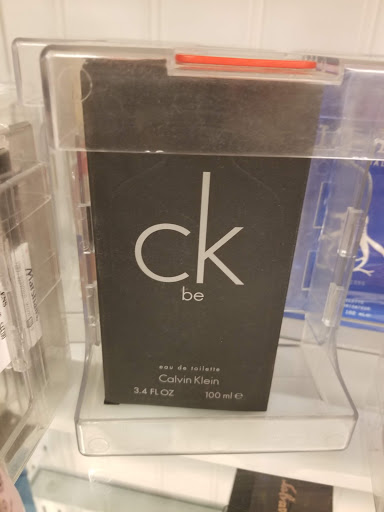 ck
be
eau de toilette
Calvin Klein
3.4 FL OZ 100 ml e